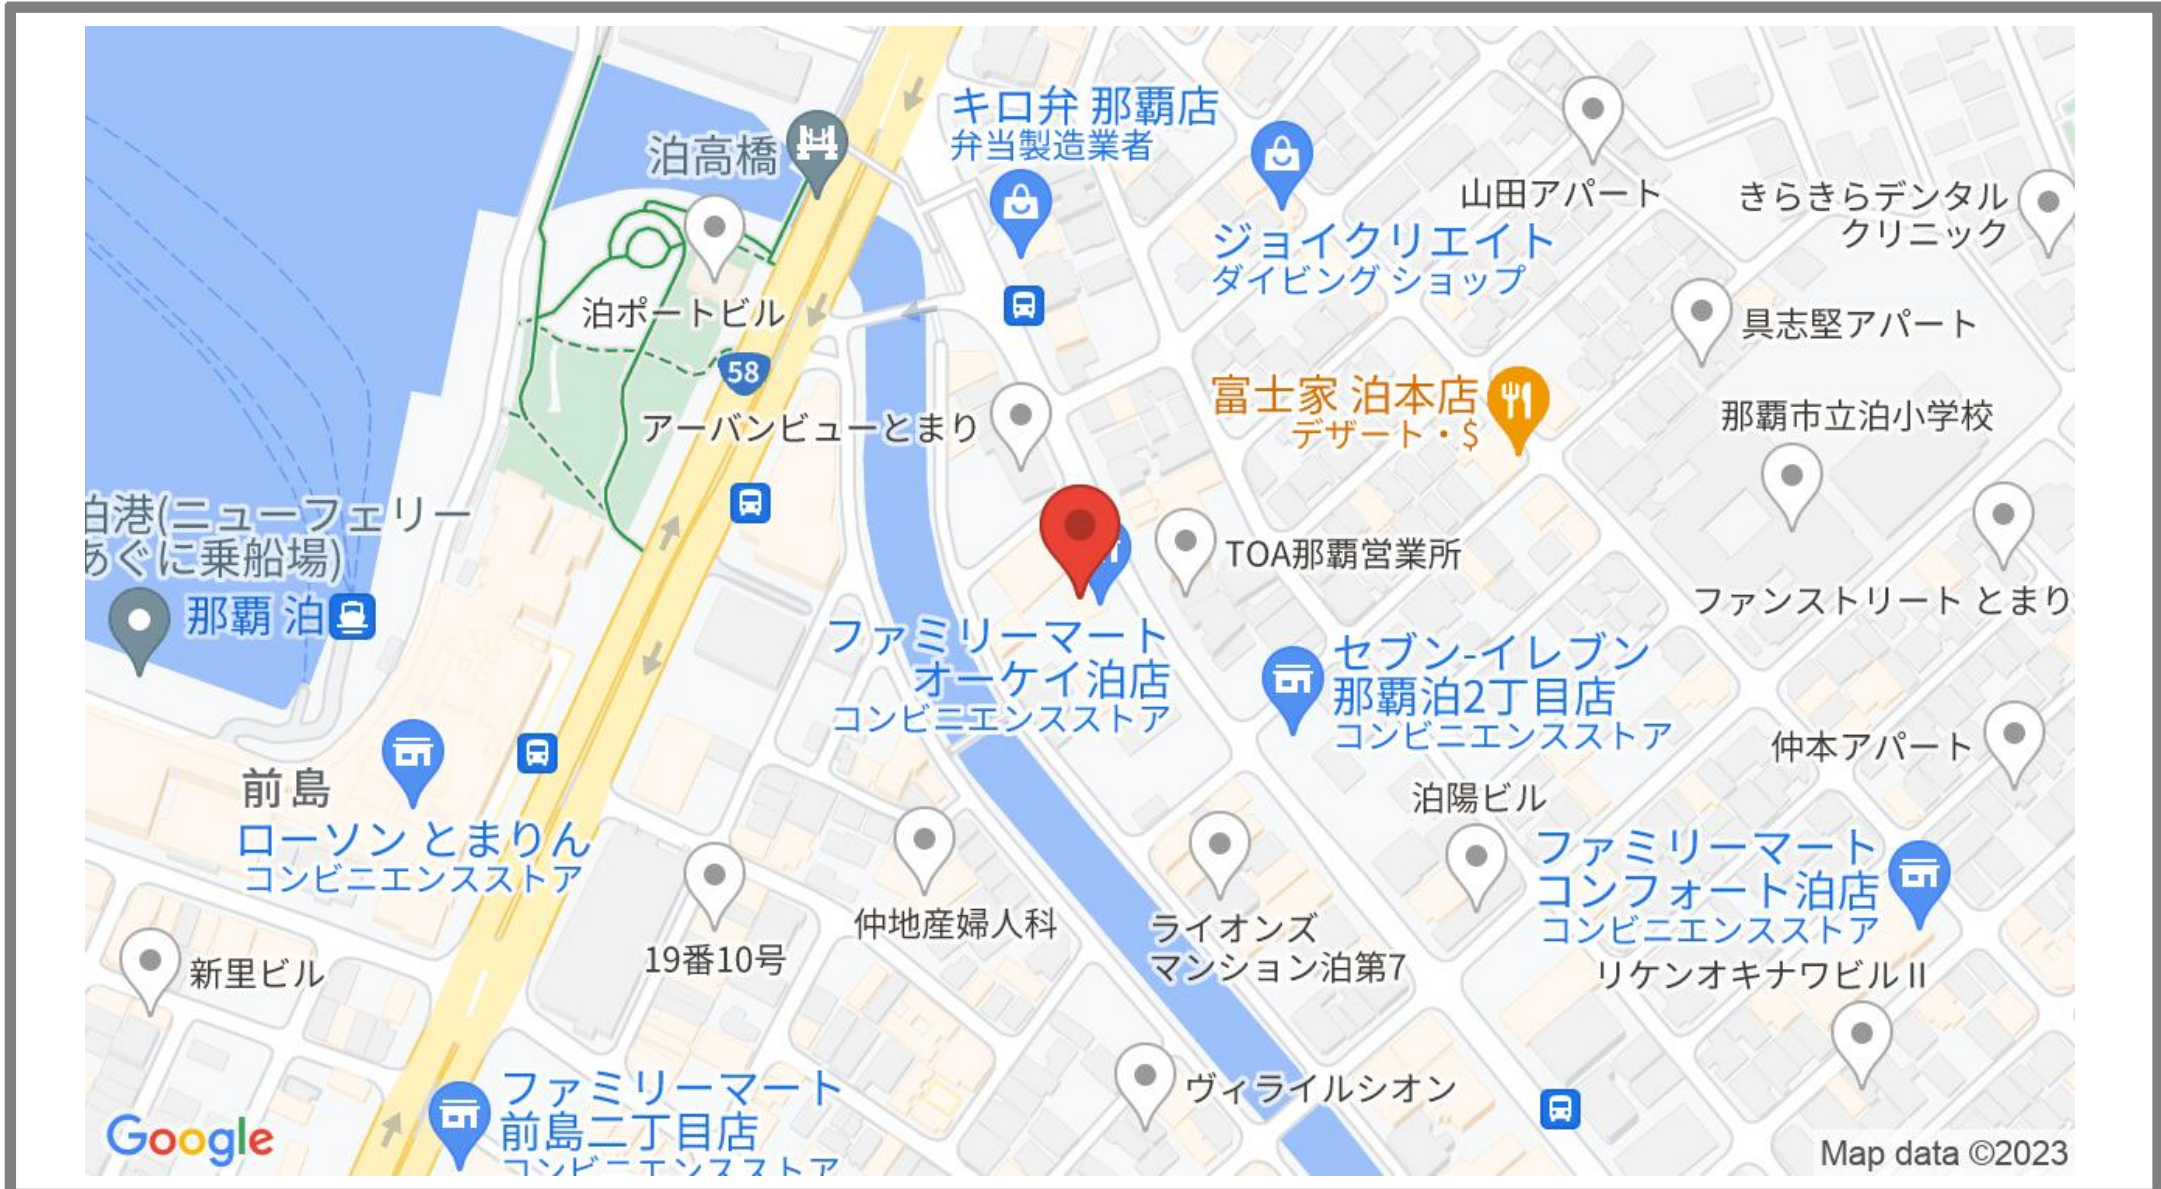 キロ弁 那覇店
弁当製造業者
泊高橋
山田アパート
きらきらデンタル
クリニック
ジョイクリエイト
ダイビング ショップ
泊ポートビル
具志堅アパート
58
富士家 泊本店
デザート・$
アーバンビューとまり
那覇市立泊小学校
泊港(ニューフェリー
あぐに乗船場)
TOA那覇営業所
那覇 泊
ファンストリート とまり
ファミリーマート
オーケイ泊店
コンビニエンスストア
セブン-イレブン
那覇泊2丁目店
コンビニエンスストア
仲本アパート
前島
泊陽ビル
ローソン とまりん
コンビニエンスストア
ファミリーマート
コンフォート泊店
コンビニエンスストア
仲地産婦人科
ライオンズ
マンション泊第7
19番10号
新里ビル
リケンオキナワビルⅡ
ファミリーマート
前島二丁目店
コンビニエンスストア
ヴィライルシオン
Google
Map data ©2023